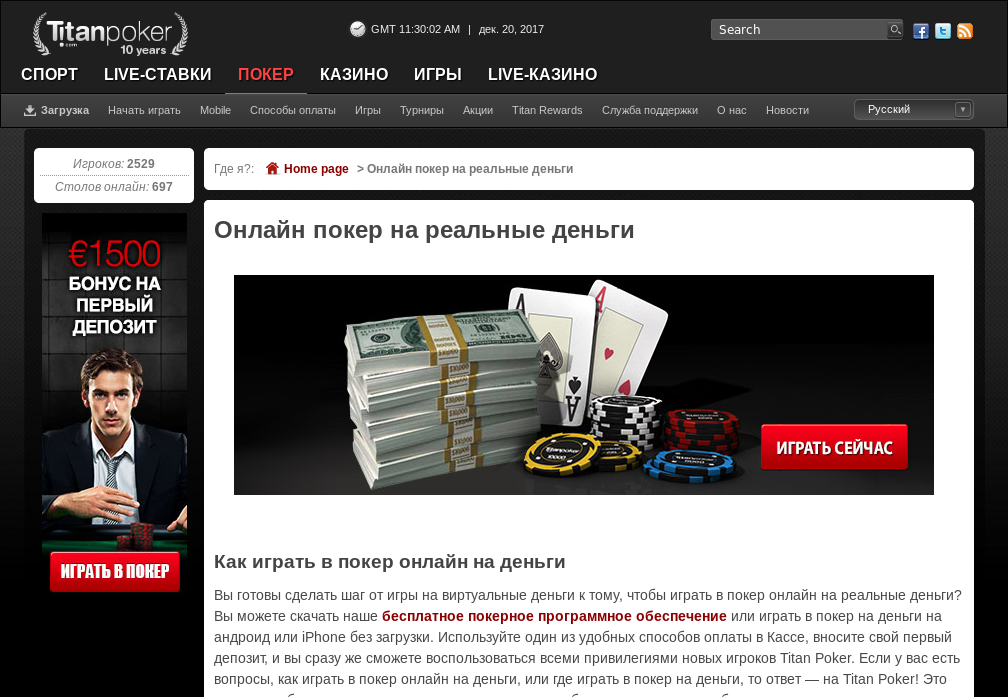 Titanpoker
.com
10 years
GMT 11:30:02 AM | дек. 20, 2017
Search
СПОРТ LIVE-СТАВКИ ПОКЕР КАЗИНО ИГРЫ LIVE-КАЗИНО
Загрузка Начать играть Mobile Способы оплаты Игры Турниры Акции Titan Rewards Служба поддержки О нас Новости Русский
Игроков: 2529
Столов онлайн: 697
€1500
БОНУС НА
ПЕРВЫЙ
ДЕПОЗИТ
ИГРАТЬ В ПОКЕР
Где я?: Home page > Онлайн покер на реальные деньги
Онлайн покер на реальные деньги
A
A
A
$10,000
Titanpoker
10000
ИГРАТЬ СЕЙЧАС
Как играть в покер онлайн на деньги
Вы готовы сделать шаг от игры на виртуальные деньги к тому, чтобы играть в покер онлайн на реальные деньги?
Вы можете скачать наше бесплатное покерное программное обеспечение или играть в покер на деньги на
андроид или iPhone без загрузки. Используйте один из удобных способов оплаты в Кассе, вносите свой первый
депозит, и вы сразу же сможете воспользоваться всеми привилегиями новых игроков Titan Poker. Если у вас есть
вопросы, как играть в покер онлайн на деньги, или где играть в покер на деньги, то ответ — на Titan Poker! Это